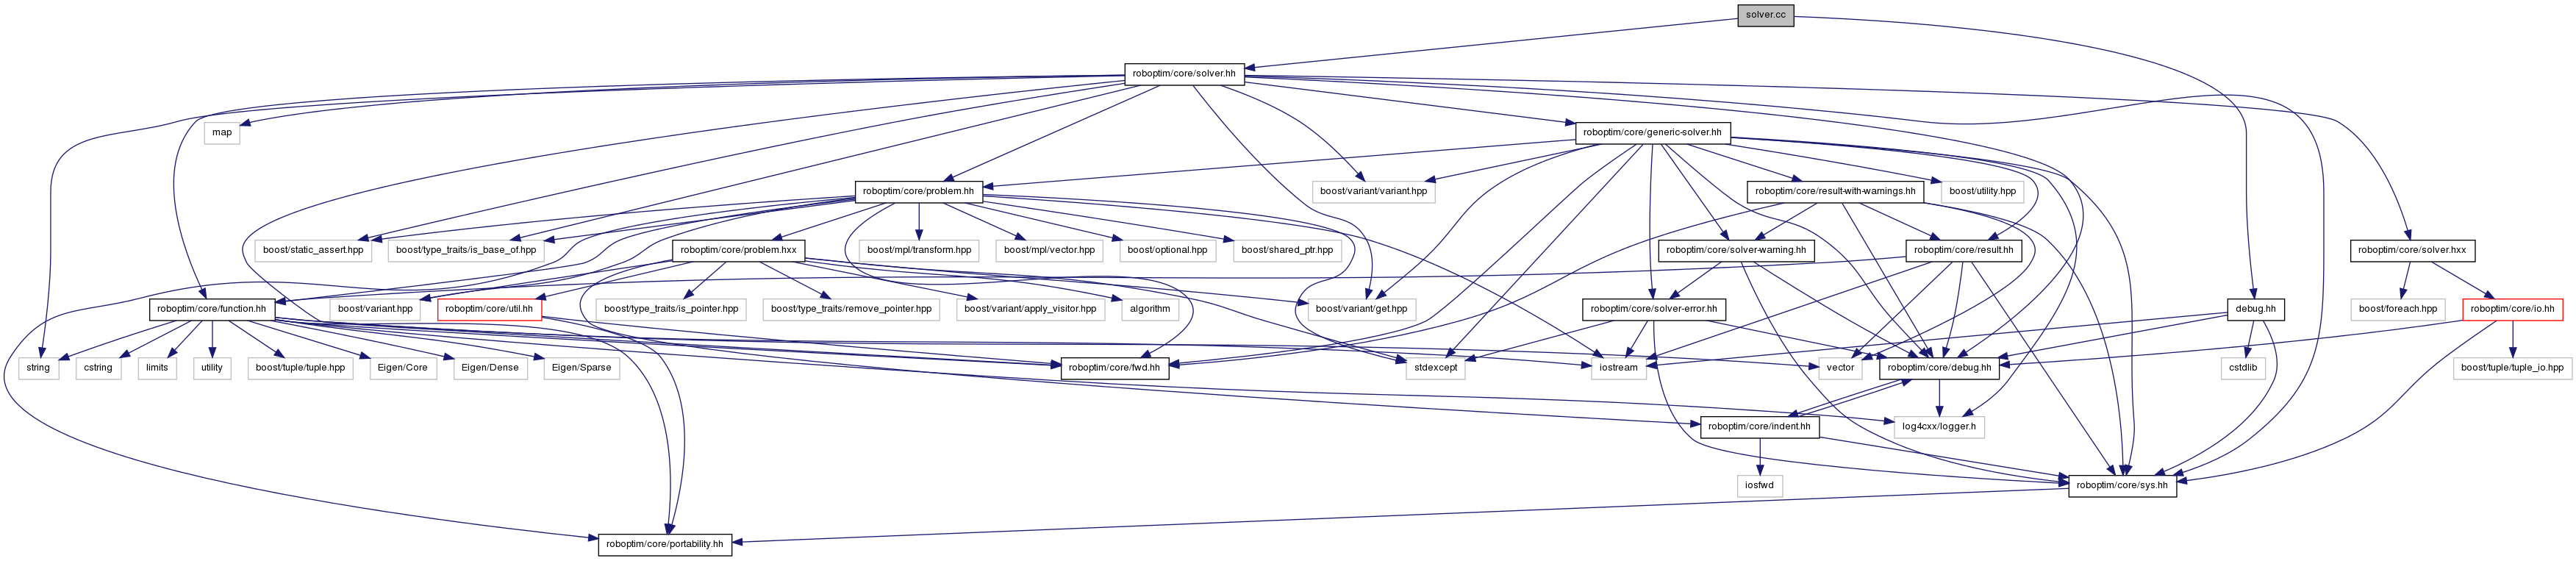 solver.cc
roboptim/core/solver.hh
map
roboptim/core/generic-solver.hh
boost/variant/variant.hpp
roboptim/core/problem.hh
roboptim/core/result-with-warnings.hh
boost/utility.hpp
boost/static_assert.hpp
boost/type_traits/is_base_of.hpp
roboptim/core/problem.hxx
boost/mpl/transform.hpp
boost/mpl/vector.hpp
boost/optional.hpp
boost/shared_ptr.hpp
roboptim/core/solver-warning.hh
roboptim/core/result.hh
roboptim/core/solver.hxx
roboptim/core/function.hh
boost/variant.hpp
roboptim/core/util.hh
boost/type_traits/is_pointer.hpp
boost/type_traits/remove_pointer.hpp
boost/variant/apply_visitor.hpp
algorithm
boost/variant/get.hpp
roboptim/core/solver-error.hh
boost/foreach.hpp
debug.hh
roboptim/core/io.hh
string
cstring
limits
utility
boost/tuple/tuple.hpp
Eigen/Core
Eigen/Dense
Eigen/Sparse
roboptim/core/fwd.hh
stdexcept
iostream
vector
roboptim/core/debug.hh
cstdlib
boost/tuple/tuple_io.hpp
roboptim/core/indent.hh
log4cxx/logger.h
iosfwd
roboptim/core/sys.hh
roboptim/core/portability.hh